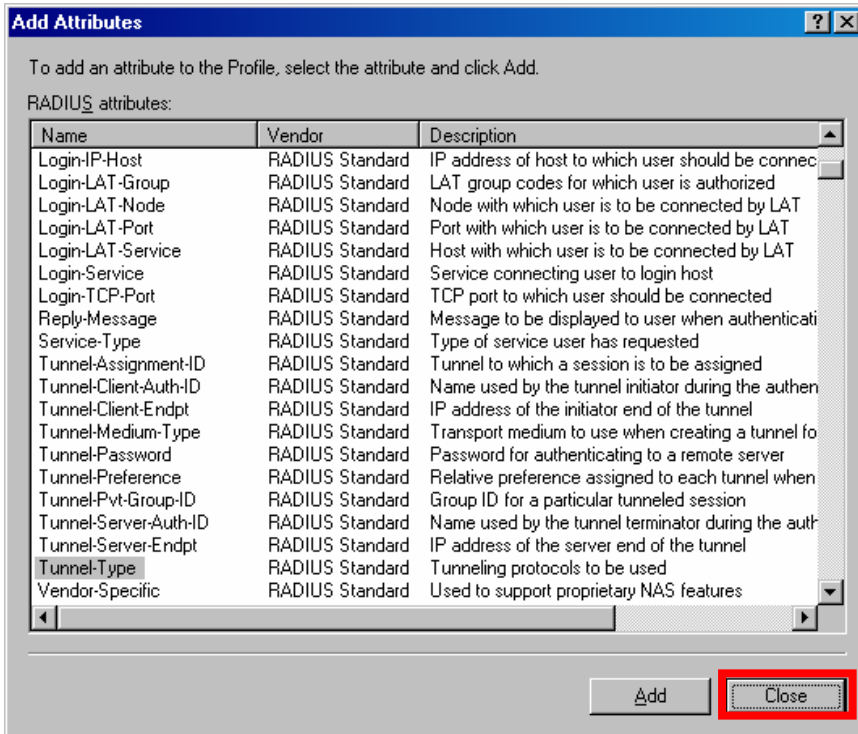 Add Attributes
To add an attribute to the Profile, select the attribute and click Add.
RADIUS attributes:
Name Vendor Description
Login-IP-Host RADIUS Standard IP address of host to which user should be connec
Login-LAT-Group RADIUS Standard LAT group codes for which user is authorized
Login-LAT-Node RADIUS Standard Node with which user is to be connected by LAT
Login-LAT-Port RADIUS Standard Port with which user is to be connected by LAT
Login-LAT-Service RADIUS Standard Host with which user is to be connected by LAT
Login-Service RADIUS Standard Service connecting user to login host
Login-TCP-Port RADIUS Standard TCP port to which user should be connected
Reply-Message RADIUS Standard Message to be displayed to user when authenticati
Service-Type RADIUS Standard Type of service user has requested
Tunnel-Assignment-ID RADIUS Standard Tunnel to which a session is to be assigned
Tunnel-Client-Auth-ID RADIUS Standard Name used by the tunnel initiator during the authen
Tunnel-Client-Endpt RADIUS Standard IP address of the initiator end of the tunnel
Tunnel-Medium-Type RADIUS Standard Transport medium to use when creating a tunnel fo
Tunnel-Password RADIUS Standard Password for authenticating to a remote server
Tunnel-Preference RADIUS Standard Relative preference assigned to each tunnel when
Tunnel-Pvt-Group-ID RADIUS Standard Group ID for a particular tunneled session
Tunnel-Server-Auth-ID RADIUS Standard Name used by the tunnel terminator during the auth
Tunnel-Server-Endpt RADIUS Standard IP address of the server end of the tunnel
Tunnel-Type RADIUS Standard Tunneling protocols to be used
Vendor-Specific RADIUS Standard Used to support proprietary NAS features
Add Close